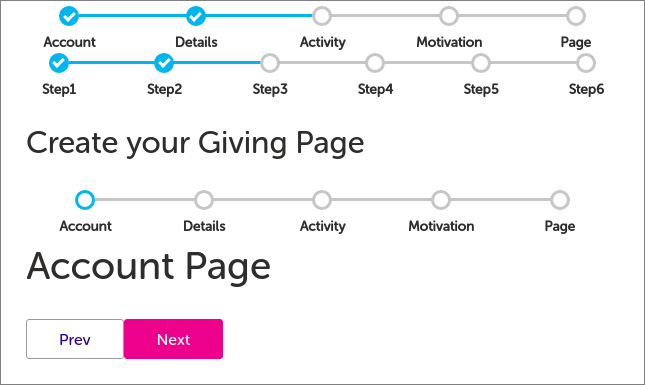 Account Details Activity Motivation Page
Step1 Step2 Step3 Step4 Step5 Step6
Create your Giving Page
Account Details Activity Motivation Page
Account Page
Prev Next